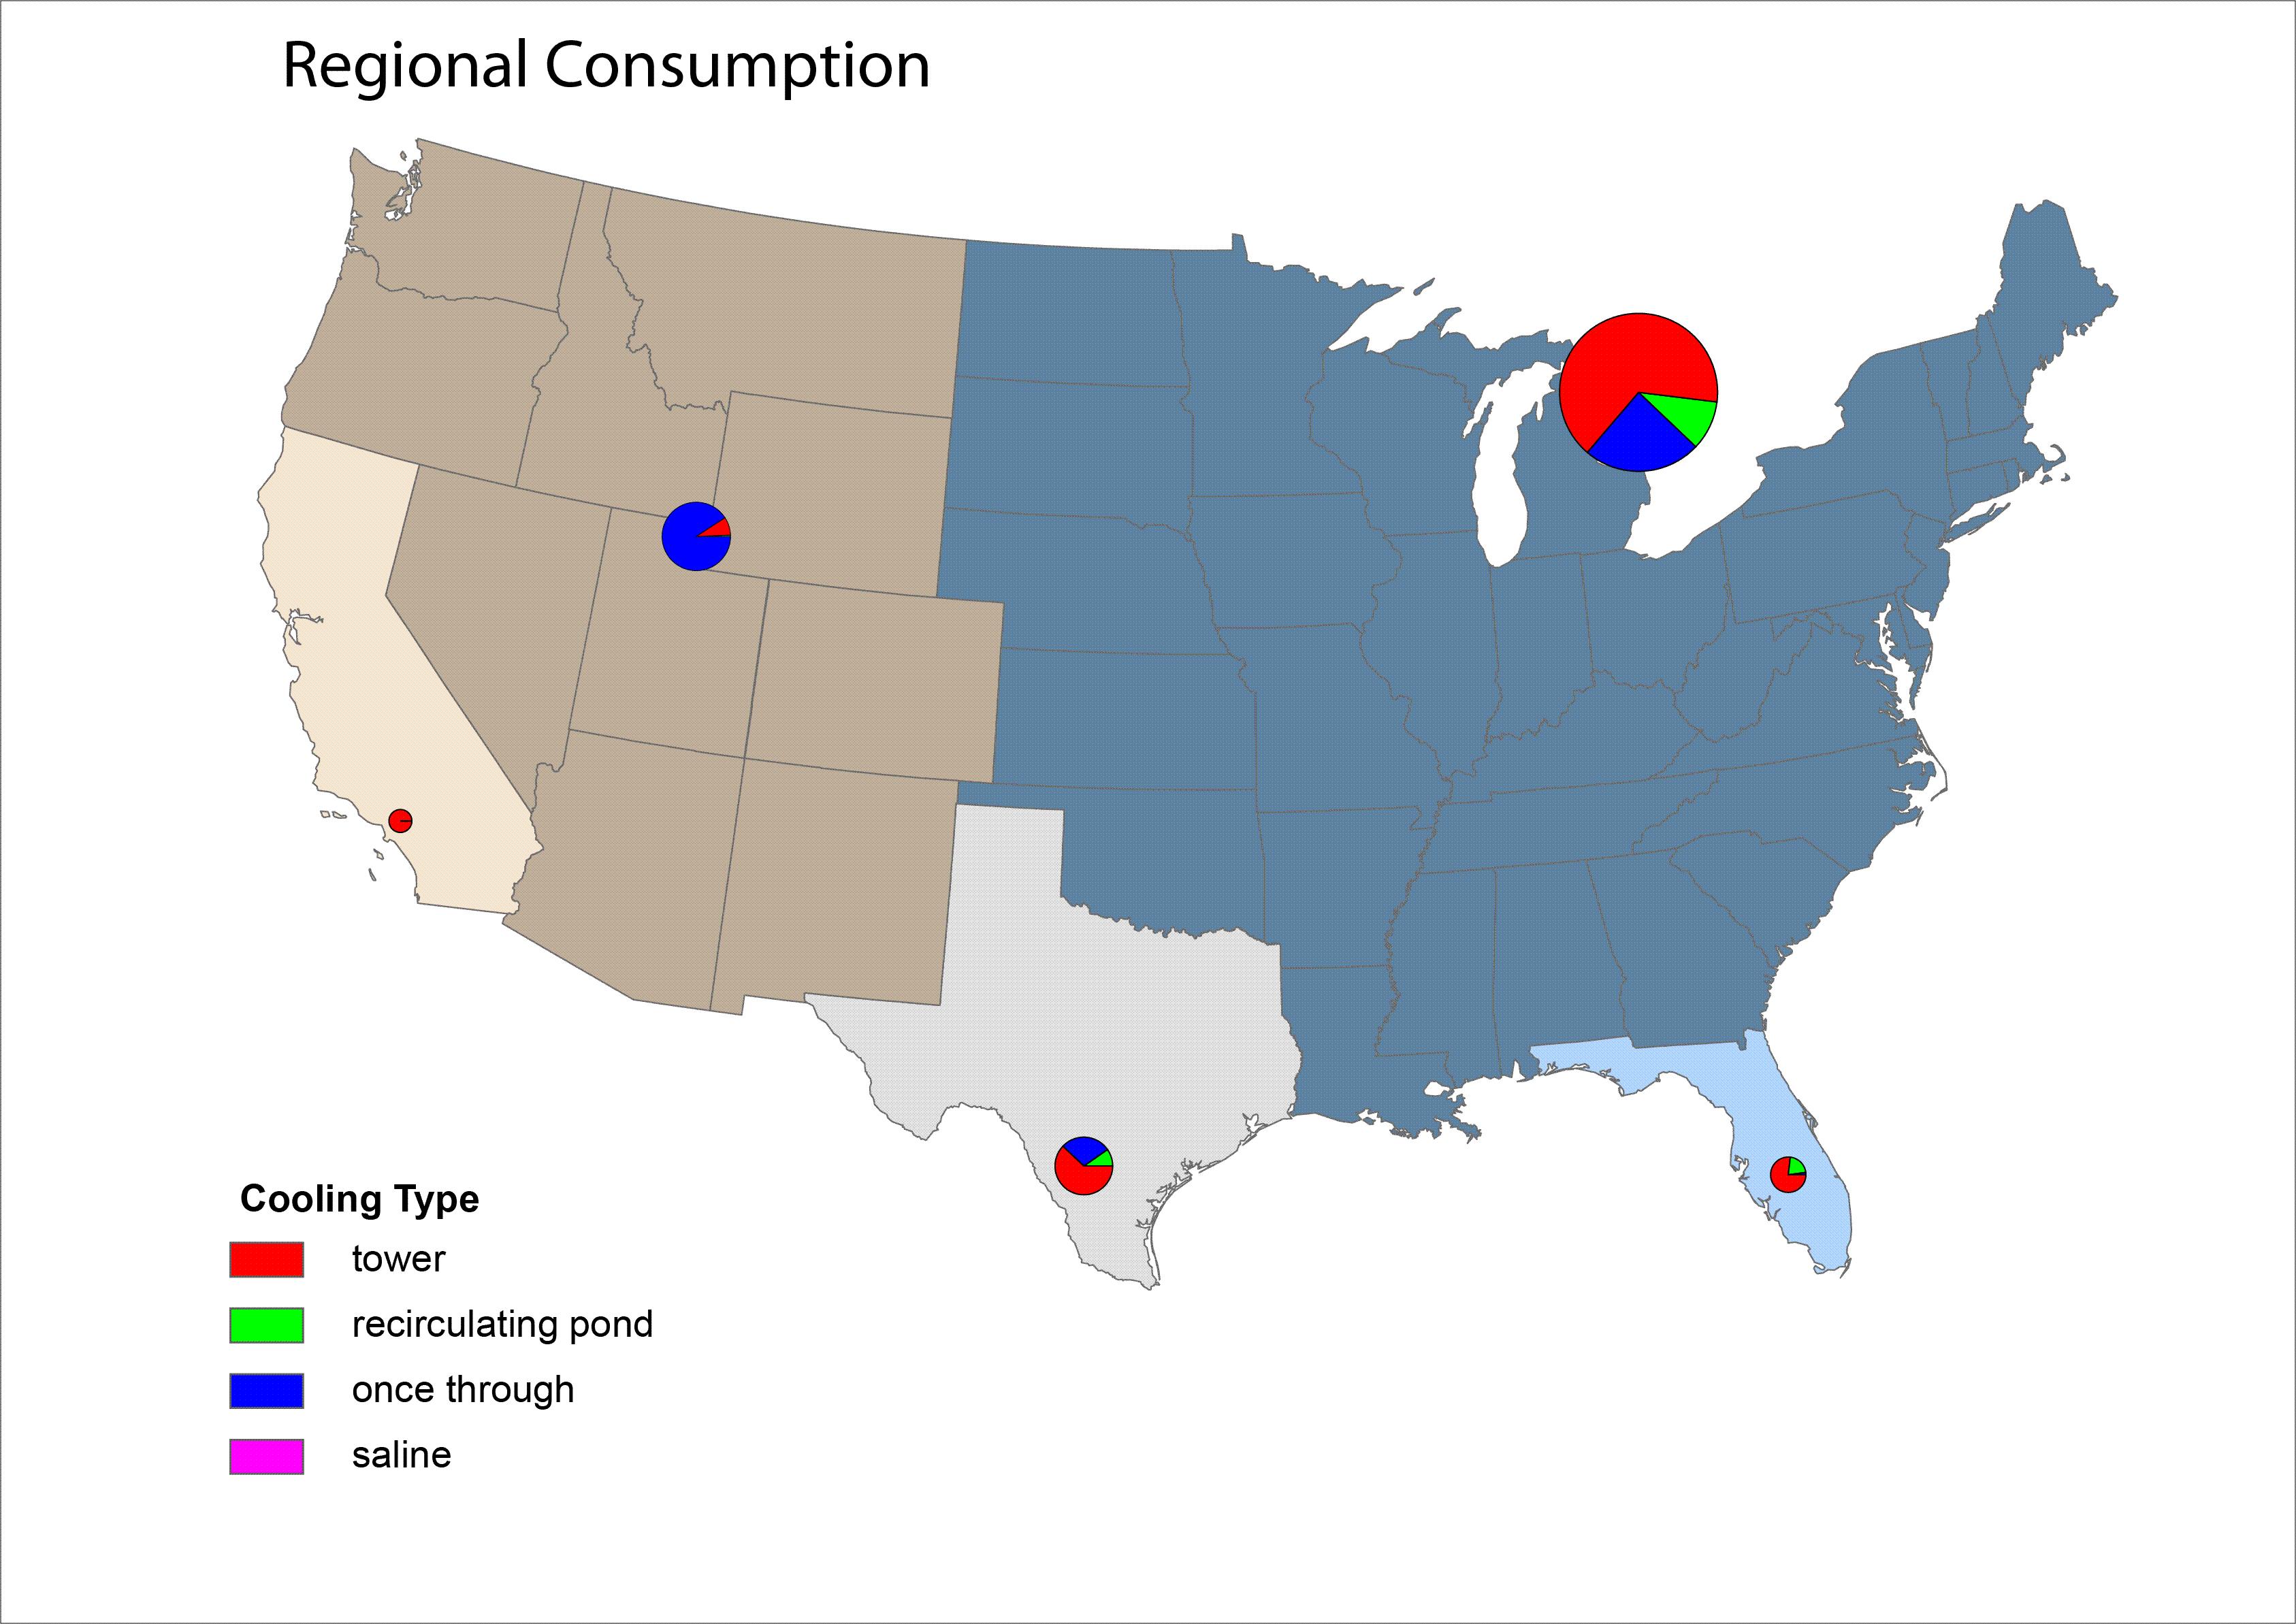 Regional Consumption
Cooling Type
tower
recirculating pond
once through
saline